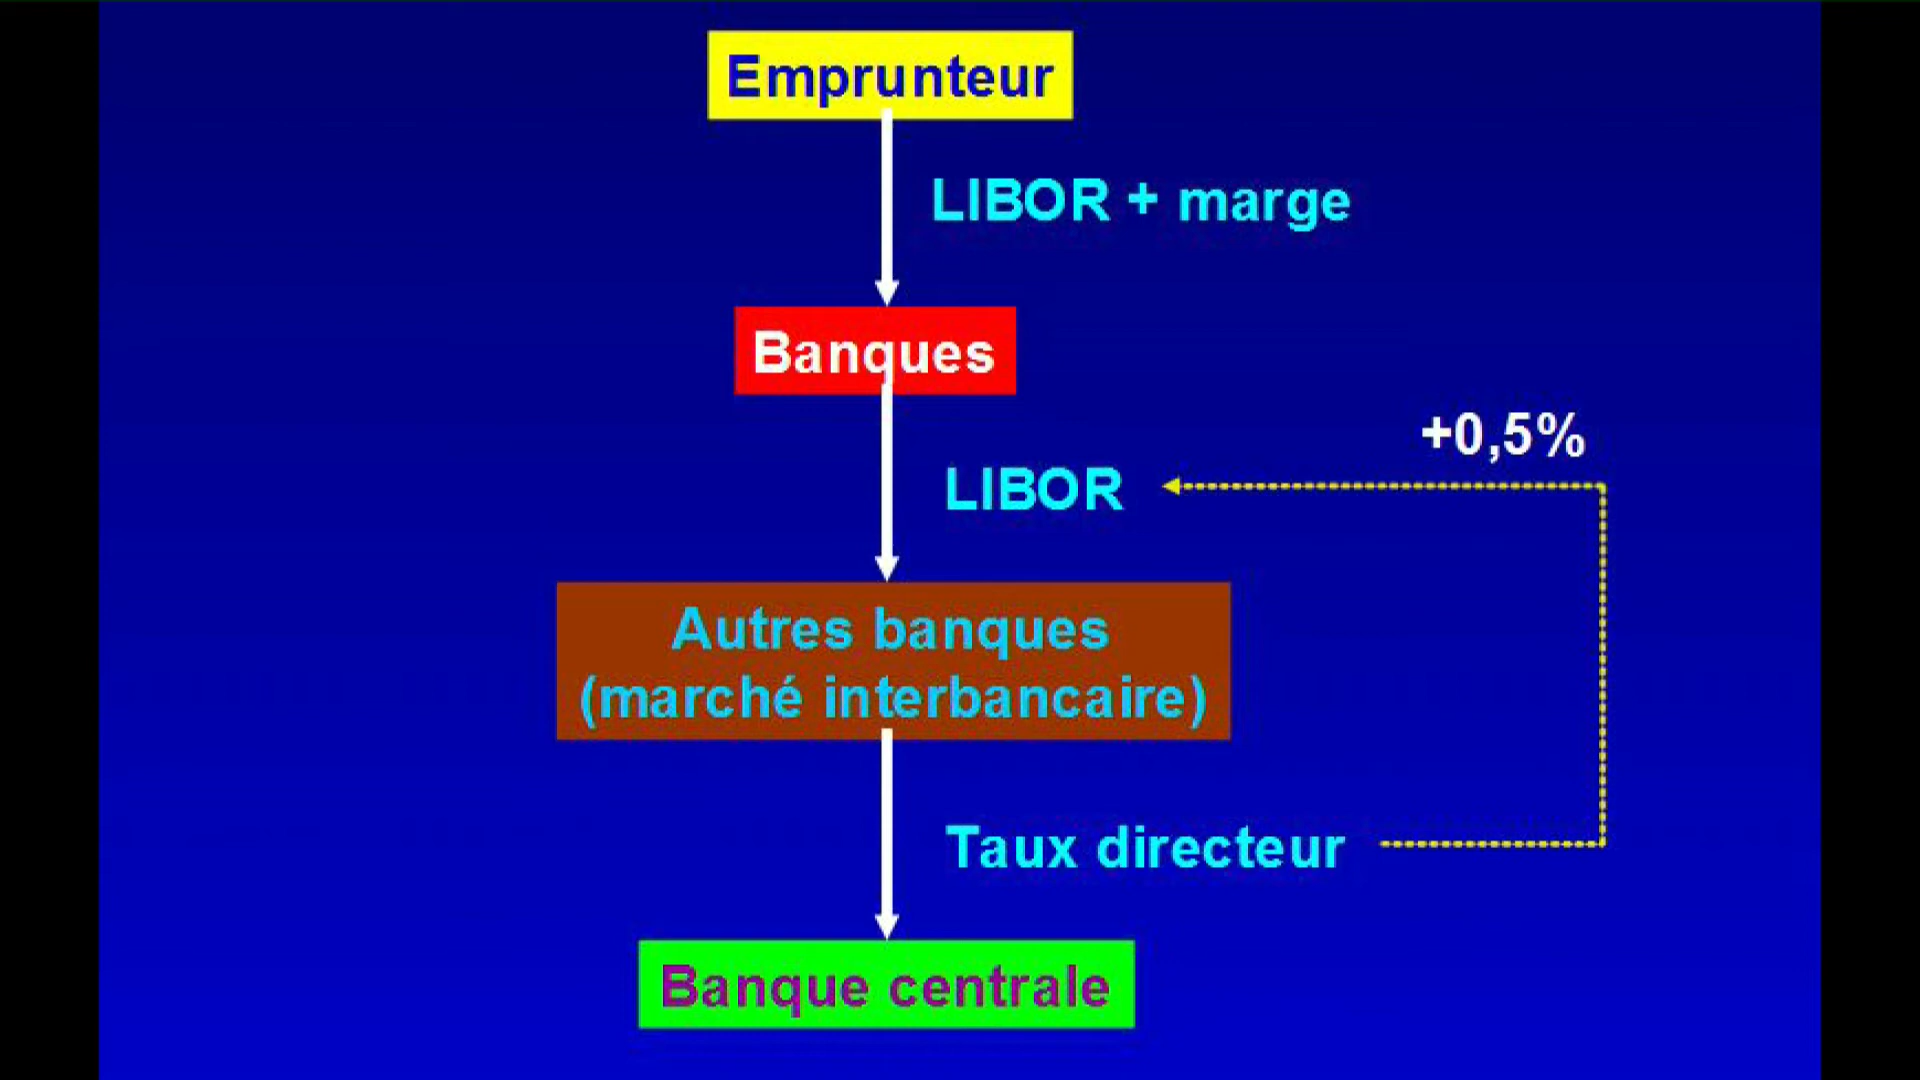 Emprunteur
LIBOR + marge
Banques
+0,5%
LIBOR
Autres banques
(marché interbancaire)
Taux directeur
Banque centrale